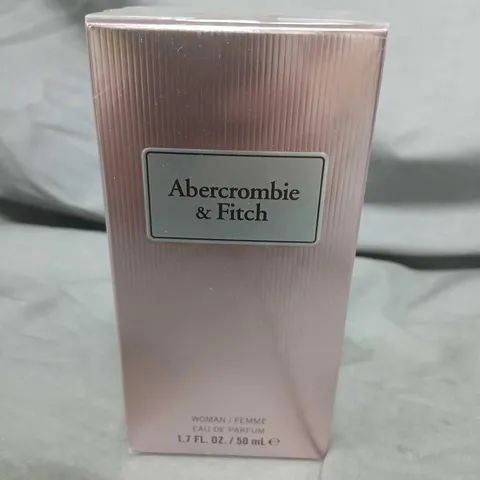 Abercrombie
& Fitch
WOMAN / FEMME
EAU DE PARFUM
1.7 FL. OZ. / 50 mL ℮